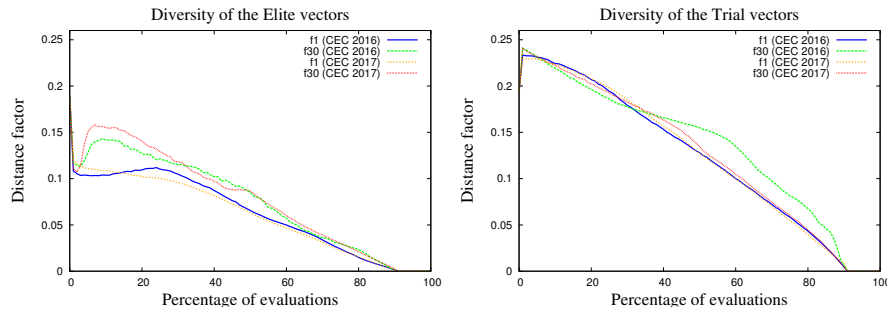 Diversity of the Elite vectors
f1 (CEC 2016)
f30 (CEC 2016)
f1 (CEC 2017)
f30 (CEC 2017)
Distance factor
0.25
0.2
0.15
0.1
0.05
0
0 20 40 60 80 100
Percentage of evaluations
Diversity of the Trial vectors
f1 (CEC 2016)
f30 (CEC 2016)
f1 (CEC 2017)
f30 (CEC 2017)
Distance factor
0.25
0.2
0.15
0.1
0.05
0
0 20 40 60 80 100
Percentage of evaluations